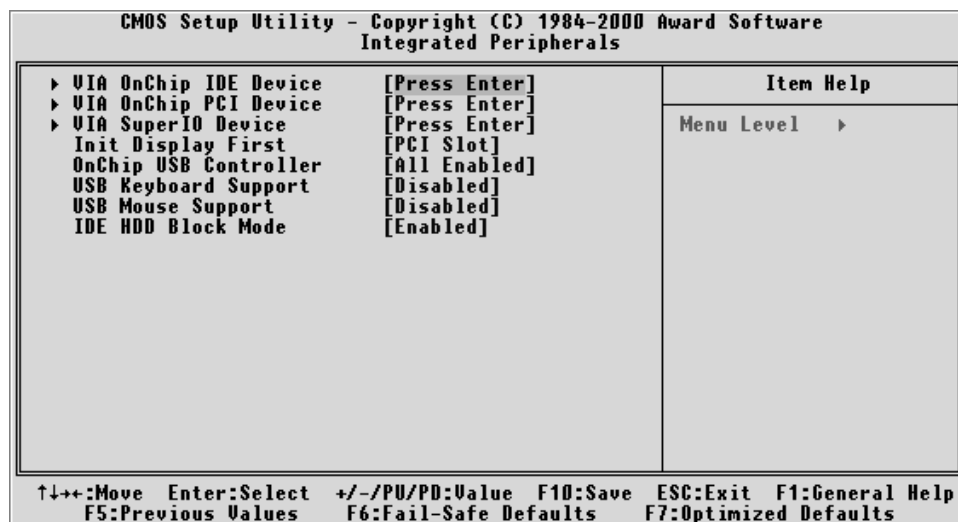 CMOS Setup Utility - Copyright (C) 1984-2000 Award Software
Integrated Peripherals
▸ VIA OnChip IDE Device [Press Enter]
▸ VIA OnChip PCI Device [Press Enter]
▸ VIA SuperIO Device [Press Enter]
Init Display First [PCI Slot]
OnChip USB Controller [All Enabled]
USB Keyboard Support [Disabled]
USB Mouse Support [Disabled]
IDE HDD Block Mode [Enabled]
Item Help
Menu Level ▸
↑↓→←:Move Enter:Select +/-/PU/PD:Value F10:Save ESC:Exit F1:General Help
F5:Previous Values F6:Fail-Safe Defaults F7:Optimized Defaults